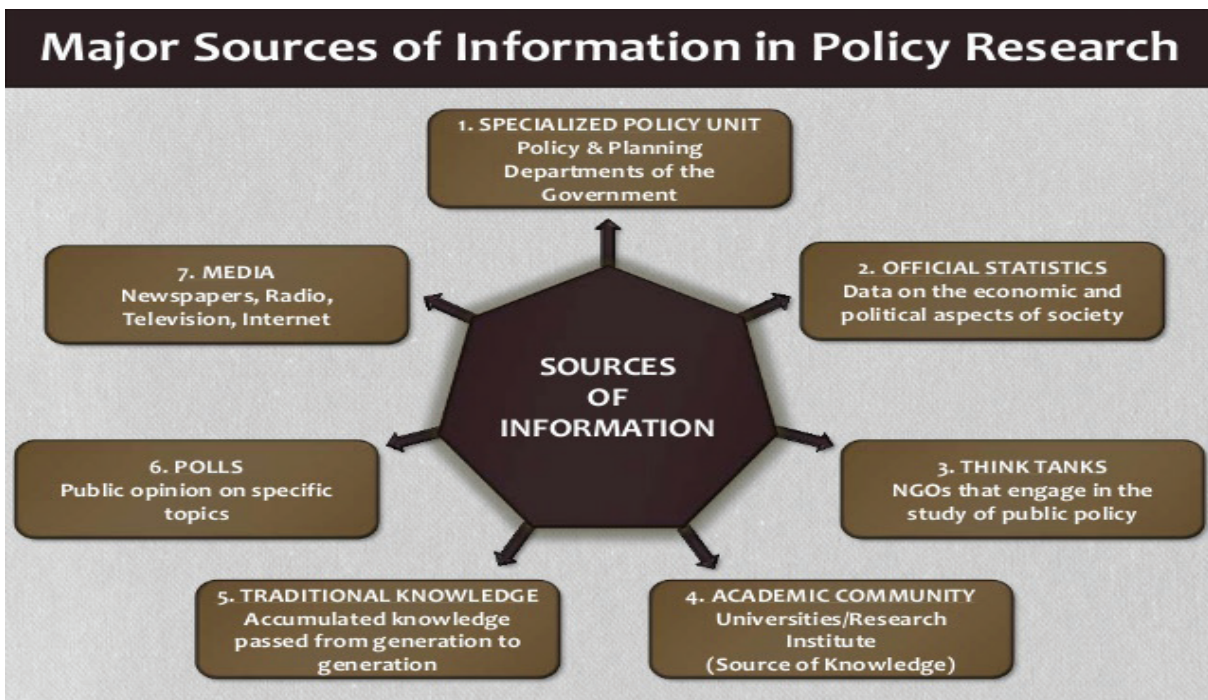 Major Sources of Information in Policy Research
1. SPECIALIZED POLICY UNIT
Policy & Planning
Departments of the
Government
2. OFFICIAL STATISTICS
Data on the economic and
political aspects of society
3. THINK TANKS
NGOs that engage in the
study of public policy
4. ACADEMIC COMMUNITY
Universities/Research
Institute
(Source of Knowledge)
5. TRADITIONAL KNOWLEDGE
Accumulated knowledge
passed from generation to
generation
6. POLLS
Public opinion on specific
topics
7. MEDIA
Newspapers, Radio,
Television, Internet
SOURCES
OF
INFORMATION